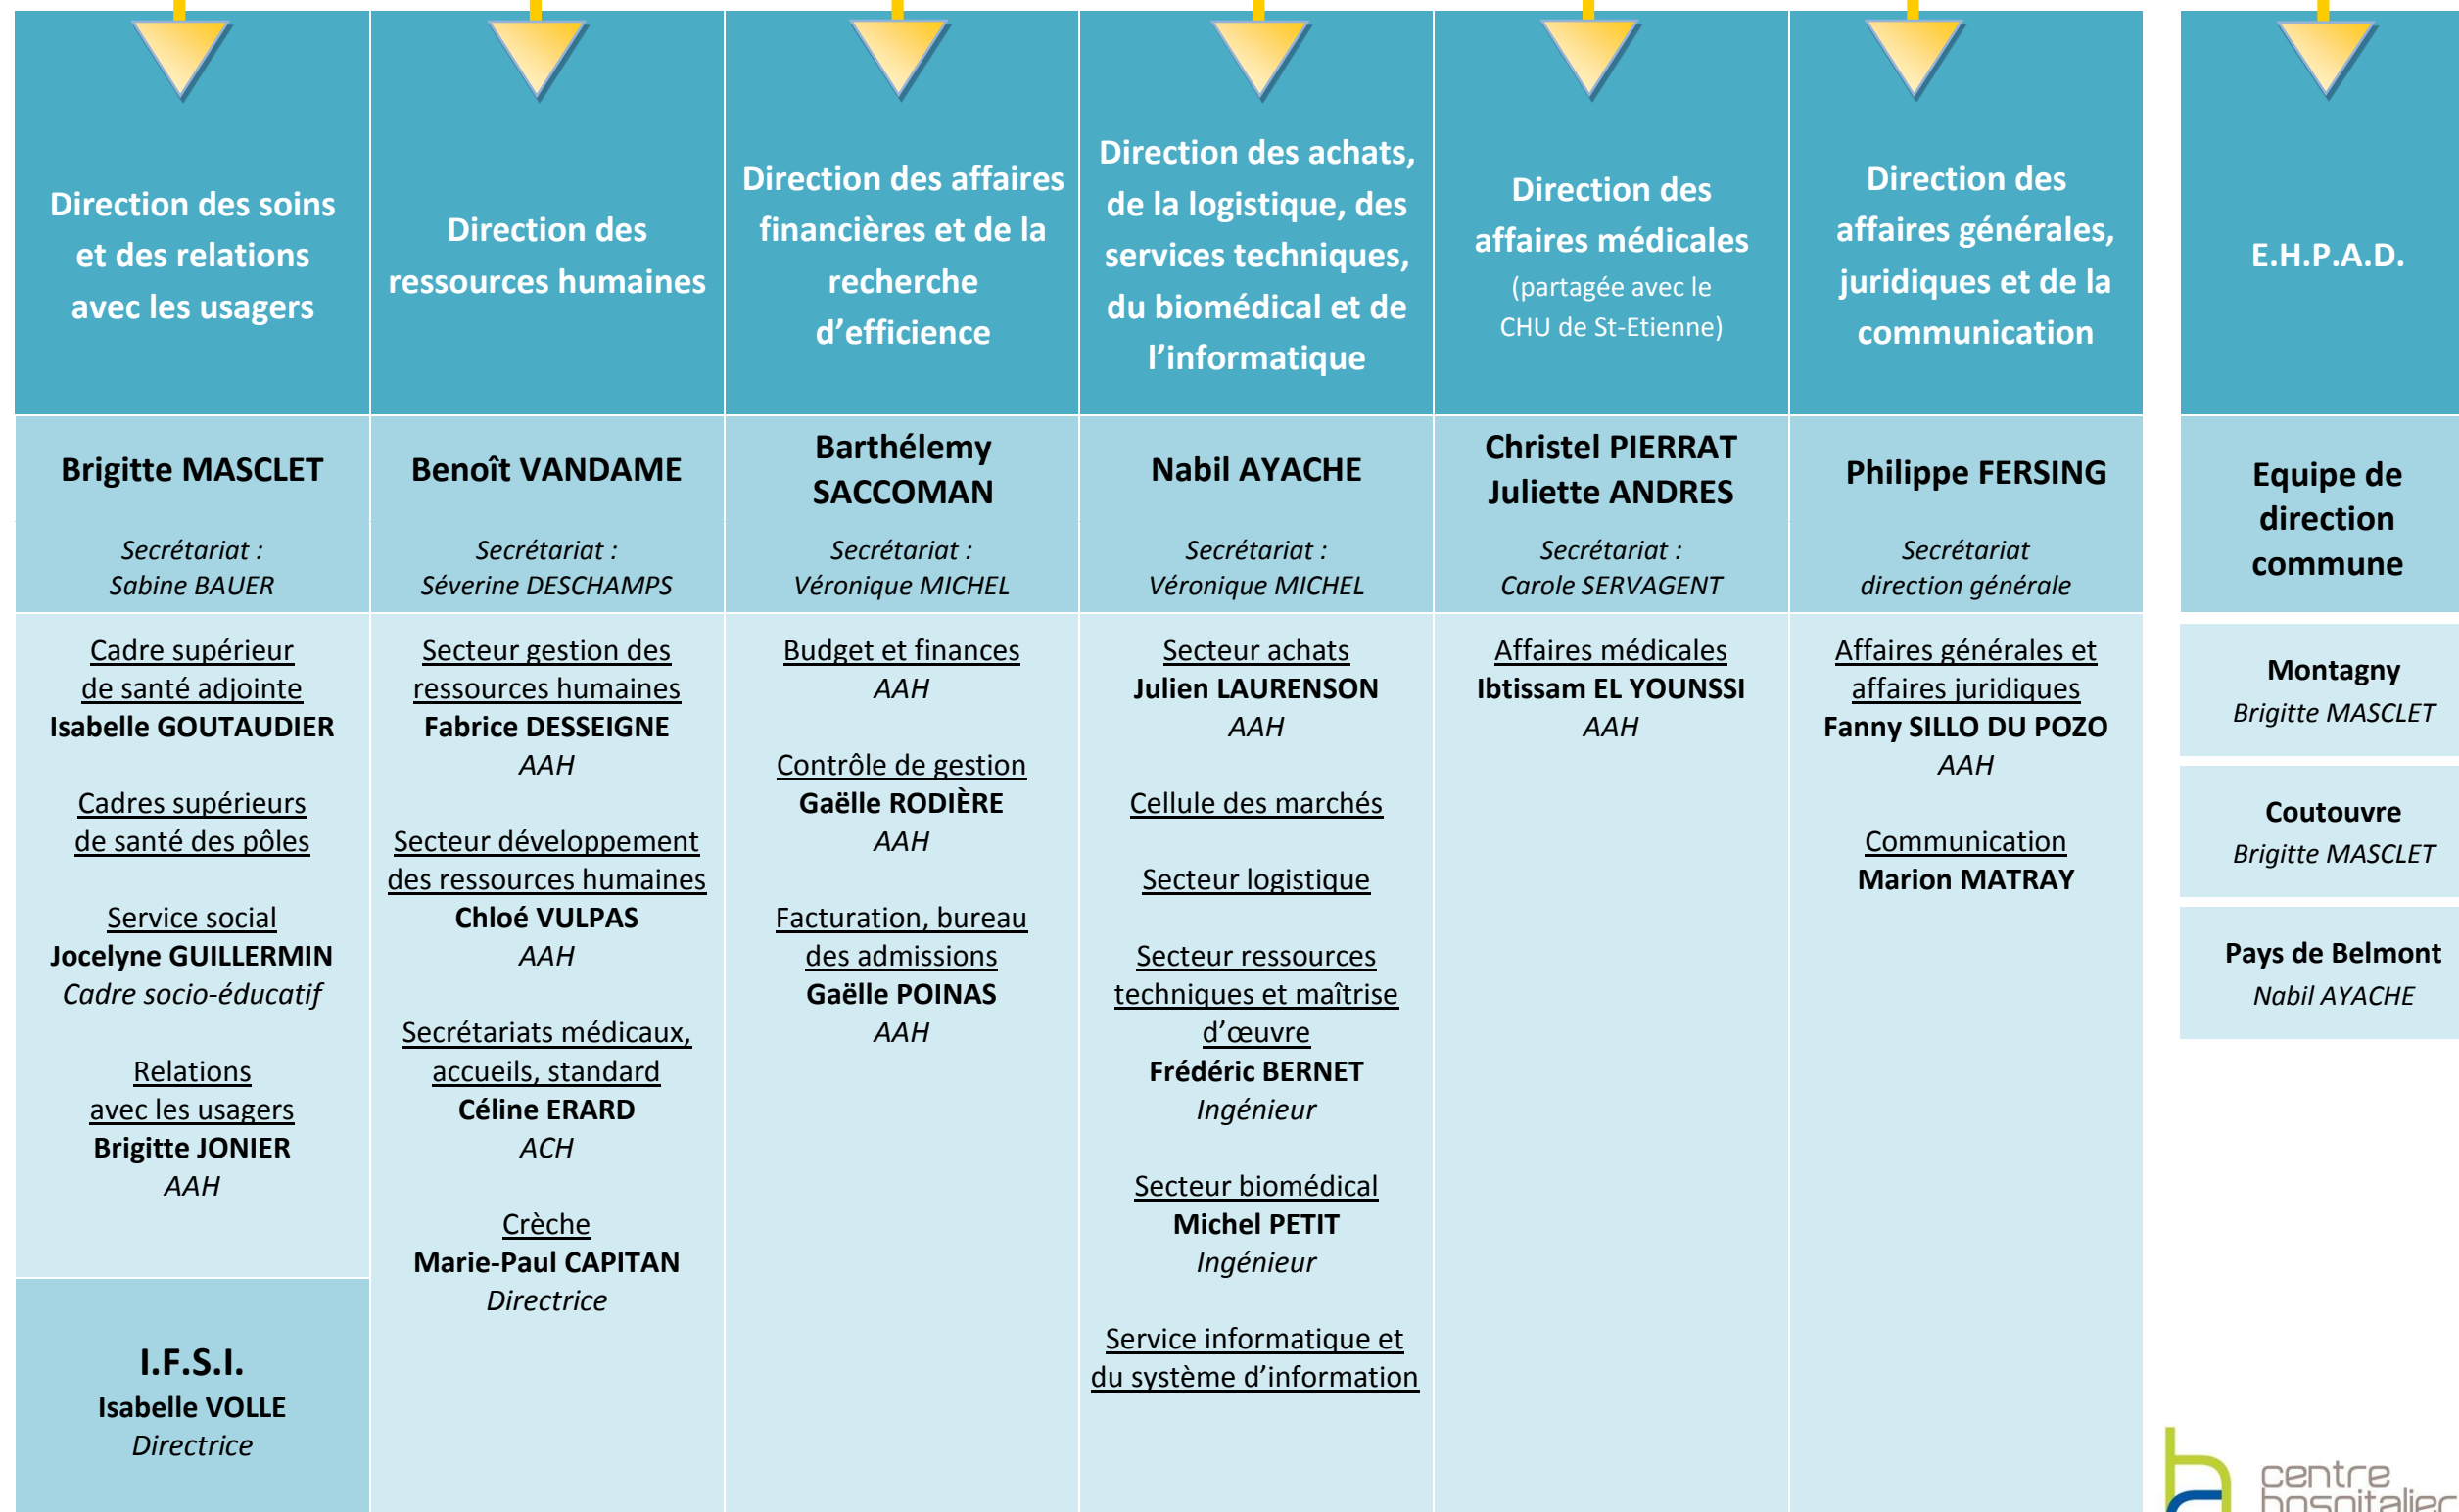 Direction des soins
et des relations
avec les usagers
Brigitte MASCLET
Secrétariat :
Sabine BAUER
Cadre supérieur
de santé adjointe
Isabelle GOUTAUDIER
Cadres supérieurs
de santé des pôles
Service social
Jocelyne GUILLERMIN
Cadre socio-éducatif
Relations
avec les usagers
Brigitte JONIER
AAH
I.F.S.I.
Isabelle VOLLE
Directrice
Direction des
ressources humaines
Benoît VANDAME
Secrétariat :
Séverine DESCHAMPS
Secteur gestion des
ressources humaines
Fabrice DESSEIGNE
AAH
Secteur développement
des ressources humaines
Chloé VULPAS
AAH
Secrétariats médicaux,
accueils, standard
Céline ERARD
ACH
Crèche
Marie-Paul CAPITAN
Directrice
Direction des affaires
financières et de la
recherche
d’efficience
Barthélemy
SACCOMAN
Secrétariat :
Véronique MICHEL
Budget et finances
AAH
Contrôle de gestion
Gaëlle RODIÈRE
AAH
Facturation, bureau
des admissions
Gaëlle POINAS
AAH
Direction des achats,
de la logistique, des
services techniques,
du biomédical et de
l’informatique
Nabil AYACHE
Secrétariat :
Véronique MICHEL
Secteur achats
Julien LAURENSON
AAH
Cellule des marchés
Secteur logistique
Secteur ressources
techniques et maîtrise
d’œuvre
Frédéric BERNET
Ingénieur
Secteur biomédical
Michel PETIT
Ingénieur
Service informatique et
du système d’information
Direction des
affaires médicales
(partagée avec le
CHU de St-Etienne)
Christel PIERRAT
Juliette ANDRES
Secrétariat :
Carole SERVAGENT
Affaires médicales
Ibtissam EL YOUNSSI
AAH
Direction des
affaires générales,
juridiques et de la
communication
Philippe FERSING
Secrétariat
direction générale
Affaires générales et
affaires juridiques
Fanny SILLO DU POZO
AAH
Communication
Marion MATRAY
E.H.P.A.D.
Equipe de
direction
commune
Montagny
Brigitte MASCLET
Coutouvre
Brigitte MASCLET
Pays de Belmont
Nabil AYACHE
centre
hospitalier